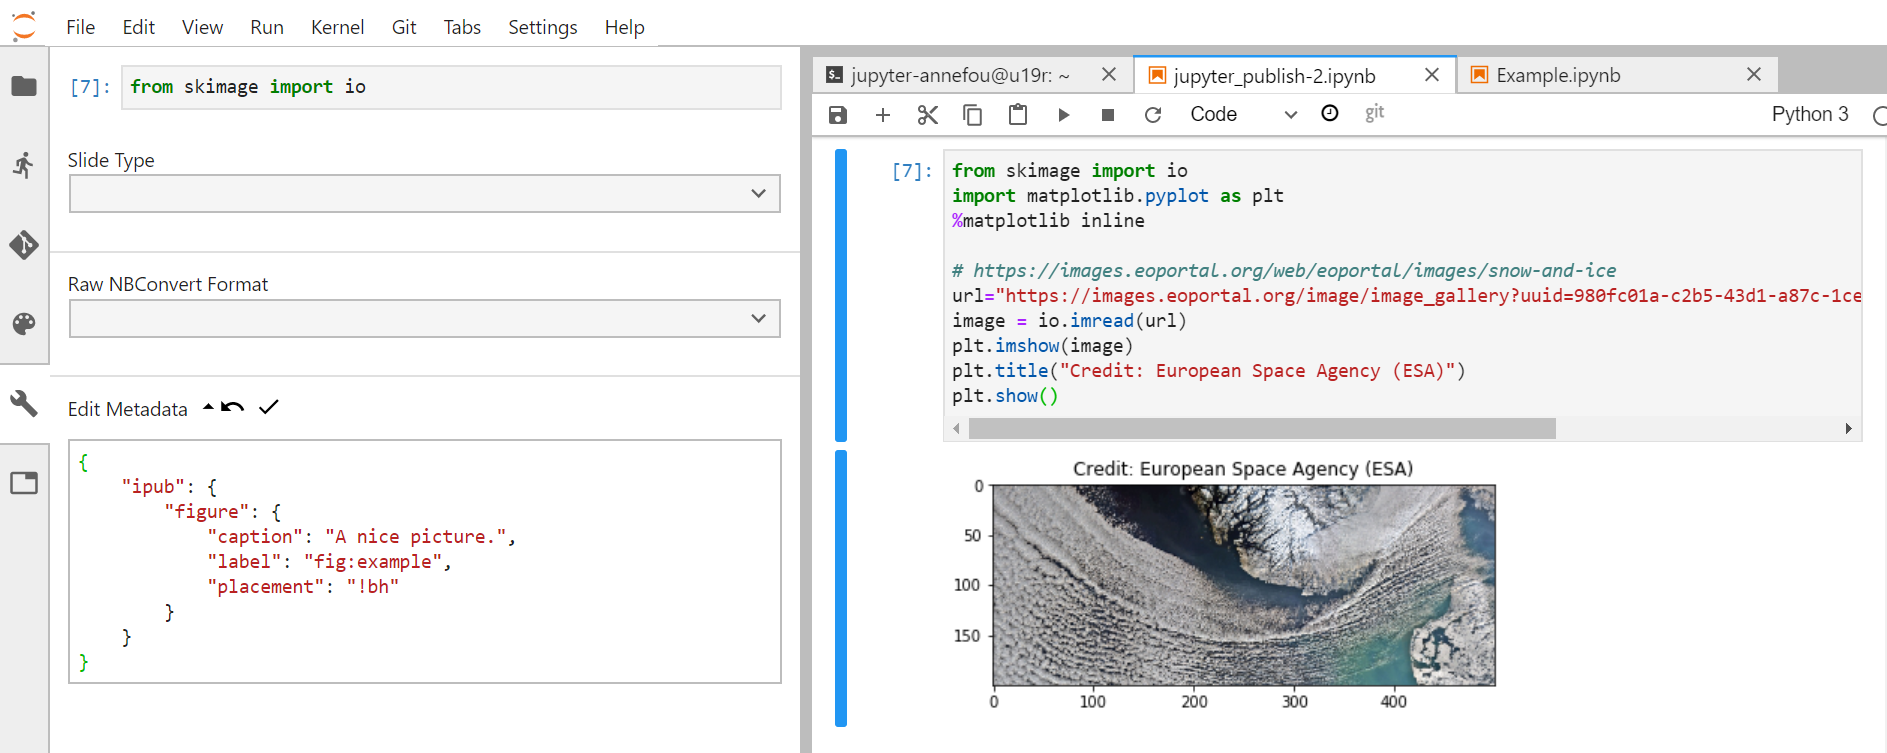 File Edit View Run Kernel Git Tabs Settings Help
[7]: from skimage import io
Slide Type
Raw NBConvert Format
Edit Metadata
{
    "ipub": {
        "figure": {
            "caption": "A nice picture.",
            "label": "fig:example",
            "placement": "!bh"
        }
    }
}
jupyter-annefou@u19r: ~ jupyter_publish-2.ipynb Example.ipynb
Code git Python 3
[7]: from skimage import io
import matplotlib.pyplot as plt
%matplotlib inline
# https://images.eoportal.org/web/eoportal/images/snow-and-ice
url="https://images.eoportal.org/image/image_gallery?uuid=980fc01a-c2b5-43d1-a87c-1ce
image = io.imread(url)
plt.imshow(image)
plt.title("Credit: European Space Agency (ESA)")
plt.show()
Credit: European Space Agency (ESA)
0
50
100
150
0 100 200 300 400